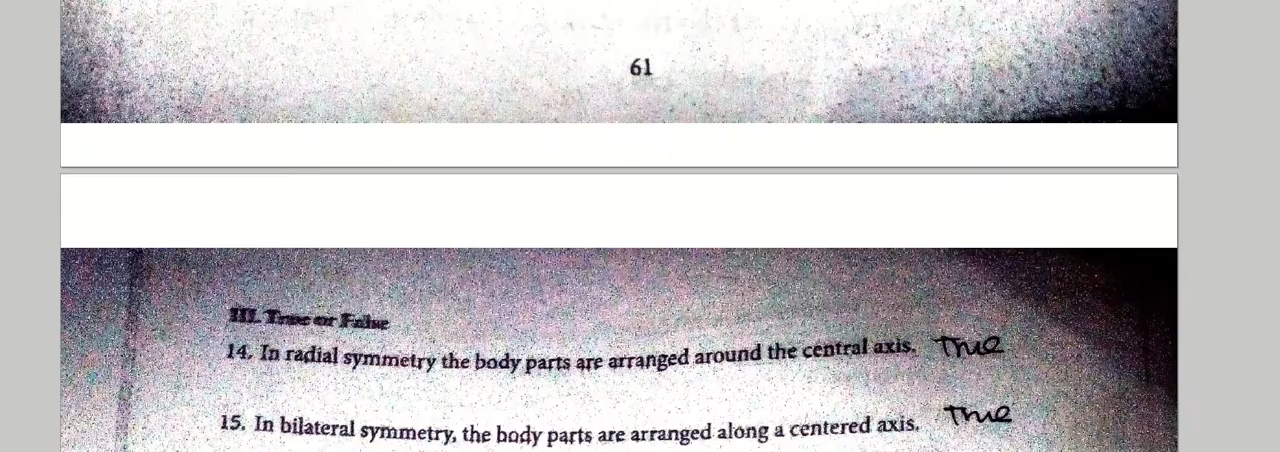 61
III. True or False
14. In radial symmetry the body parts are arranged around the central axis. True
15. In bilateral symmetry, the body parts are arranged along a centered axis. True